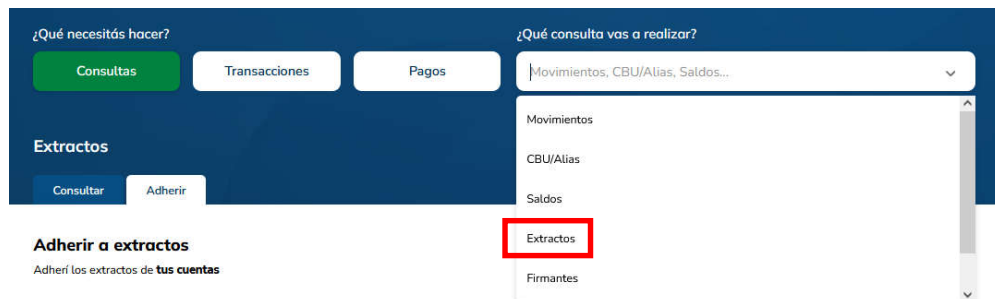 ¿Qué necesitás hacer?
¿Qué consulta vas a realizar?
Consultas
Transacciones
Pagos
Movimientos, CBU/Alias, Saldos...
Movimientos
CBU/Alias
Saldos
Extractos
Firmantes
Extractos
Consultar
Adherir
Adherir a extractos
Adherí los extractos de tus cuentas